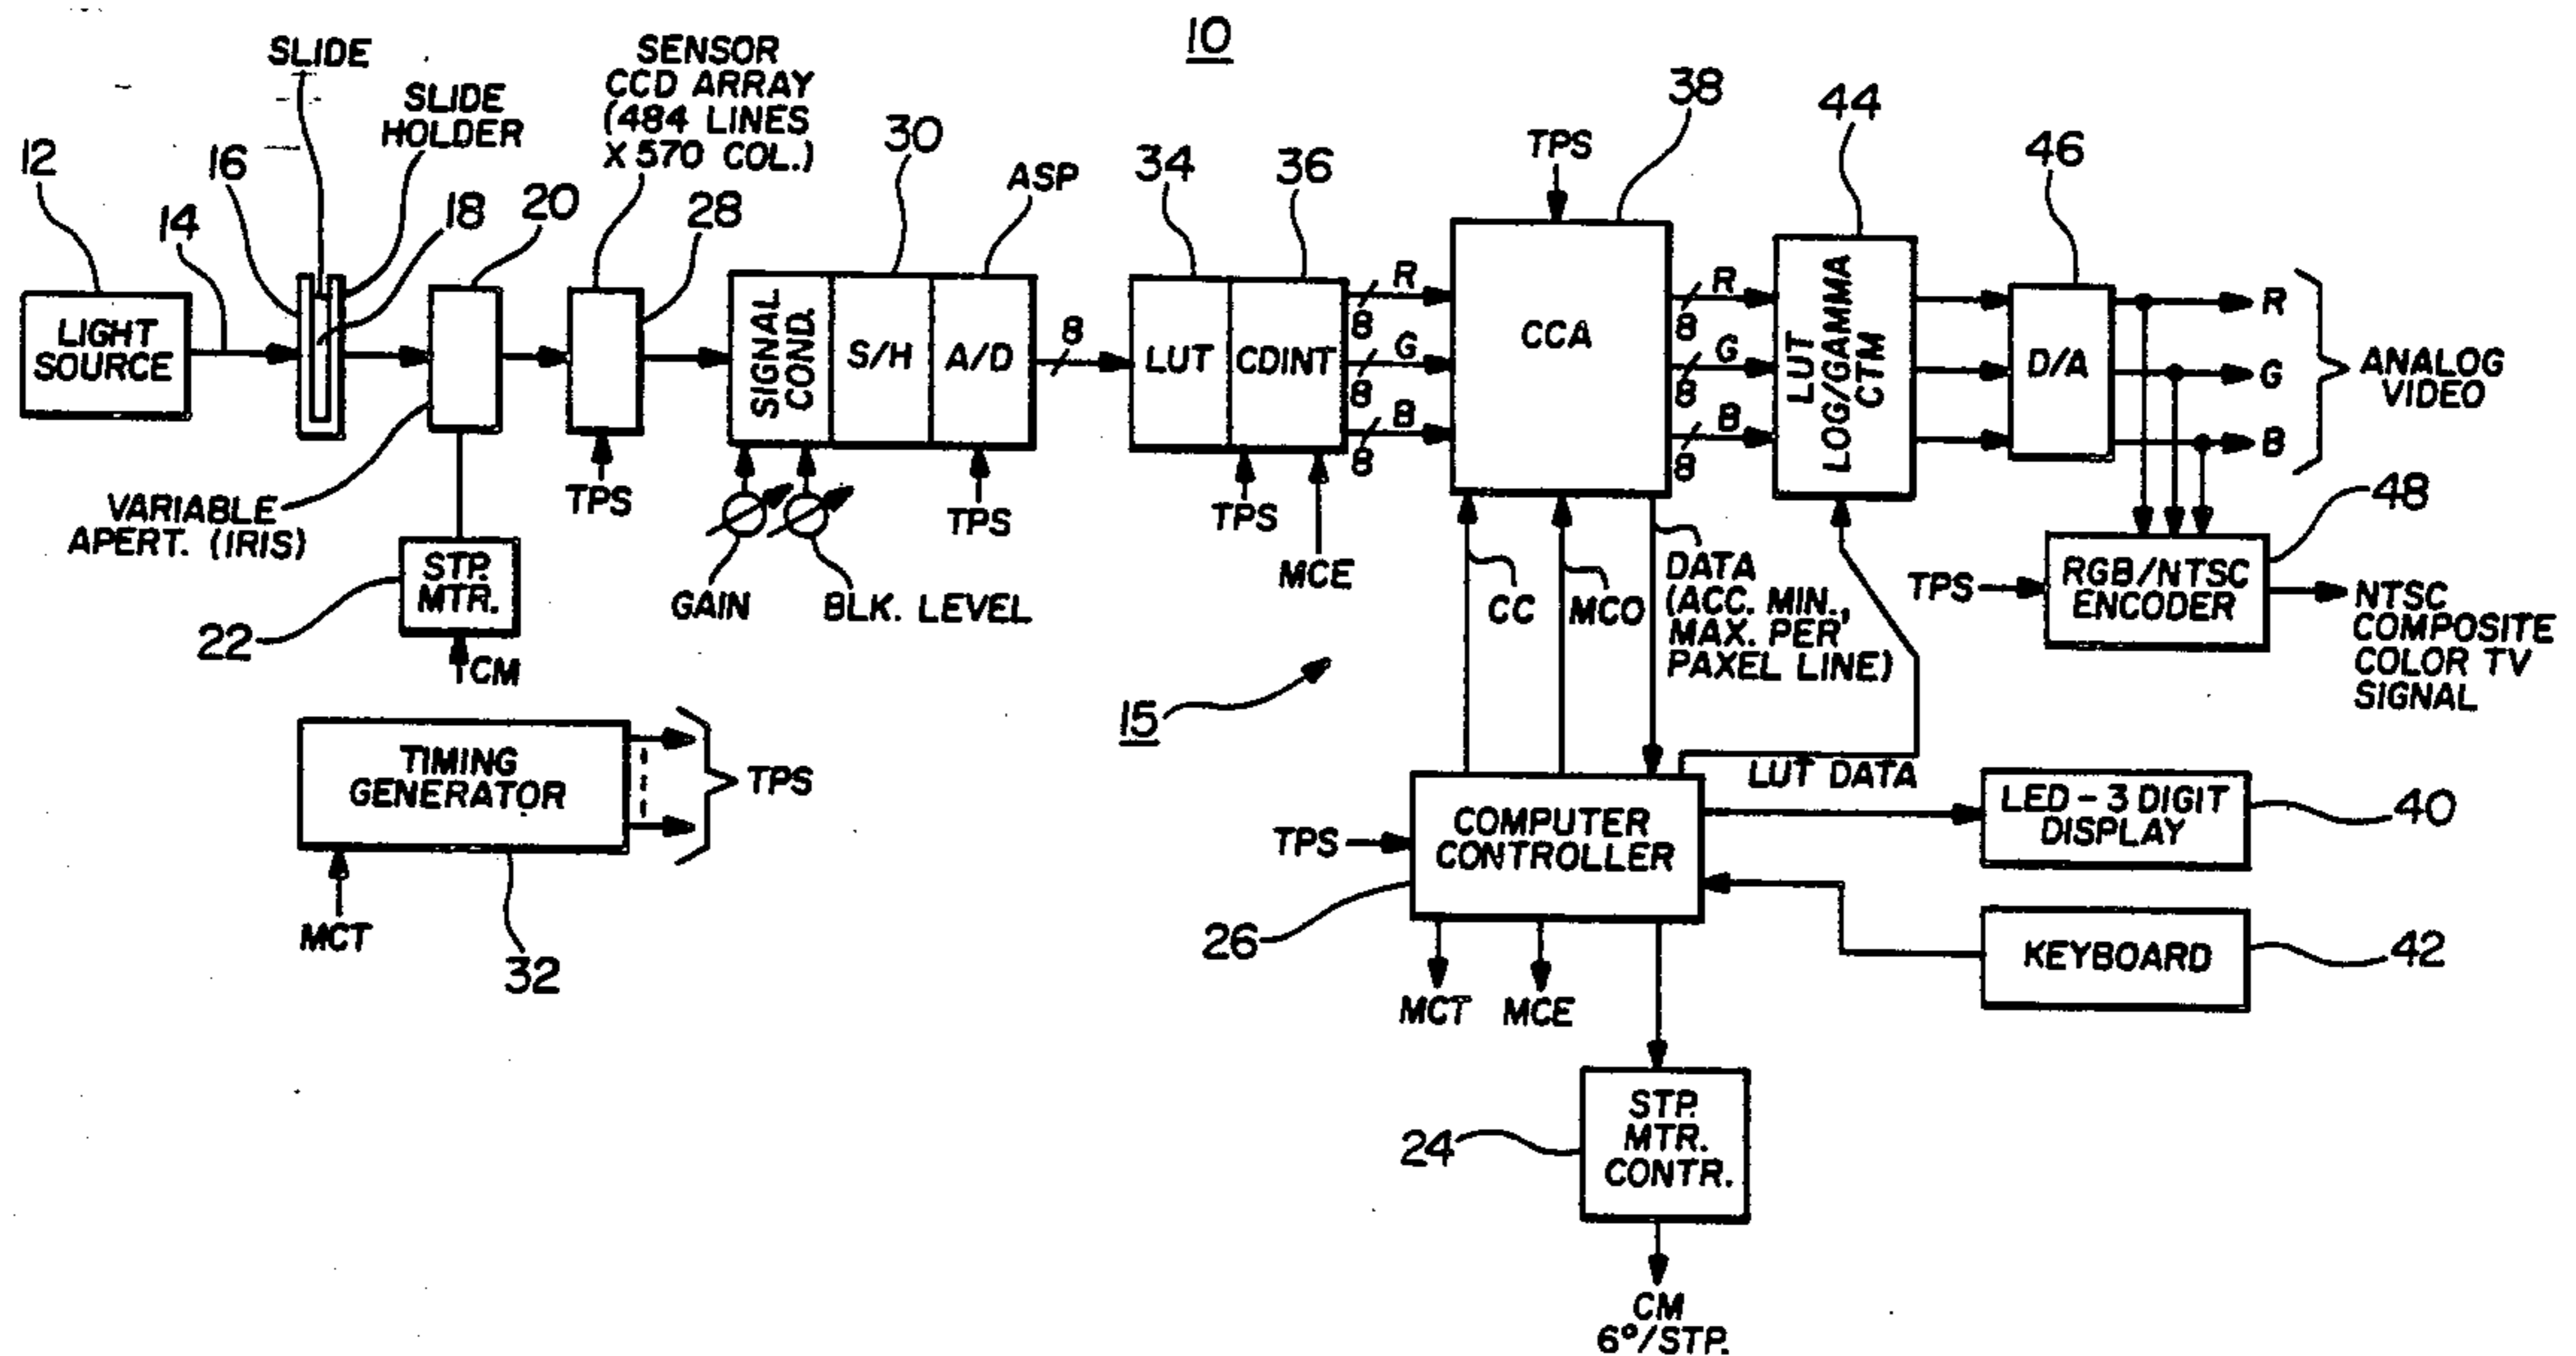 10
SLIDE
SLIDE
HOLDER
SENSOR
CCD ARRAY
(484 LINES
X 570 COL.)
12
14
16
18
20
28
30
ASP
34
36
38
TPS
44
46
LIGHT
SOURCE
SIGNAL
COND.
S/H
A/D
8
LUT
CDINT
R
8
G
8
B
8
CCA
R
8
G
8
B
8
LUT
LOG/GAMMA
CTM
D/A
R
G
B
ANALOG
VIDEO
VARIABLE
APERT. (IRIS)
TPS
GAIN
BLK. LEVEL
TPS
TPS
MCE
STP.
MTR.
22
CM
CC
MCO
DATA
(ACC. MIN.,
MAX. PER
PAXEL LINE)
TPS
RGB/NTSC
ENCODER
48
NTSC
COMPOSITE
COLOR TV
SIGNAL
15
TIMING
GENERATOR
TPS
MCT
32
LUT DATA
TPS
COMPUTER
CONTROLLER
26
LED-3 DIGIT
DISPLAY
40
KEYBOARD
42
MCT
MCE
STP.
MTR.
CONTR.
24
CM
6°/STP.